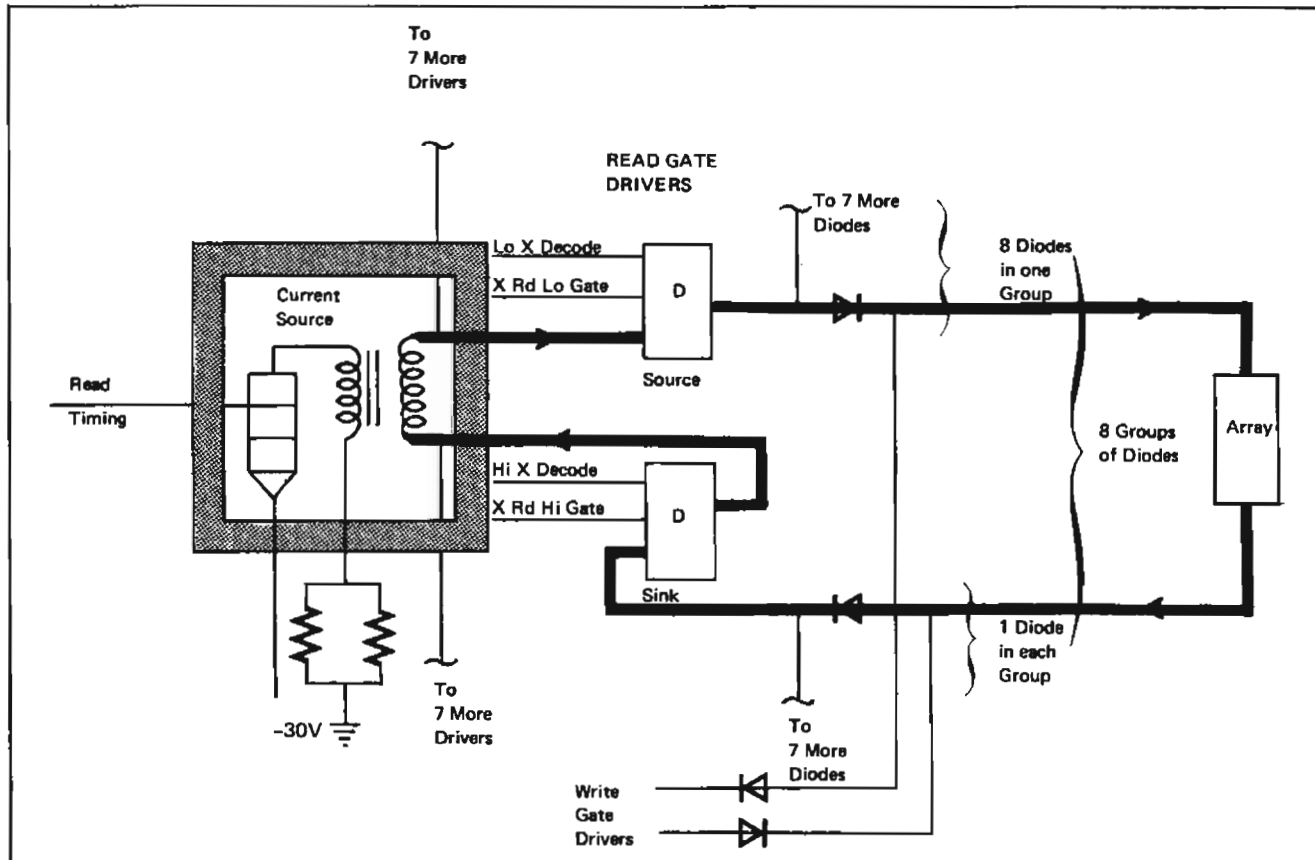 To
7 More
Drivers
READ GATE
DRIVERS
To 7 More
Diodes
8 Diodes
in one
Group
Lo X Decode
X Rd Lo Gate
D
Source
Current
Source
Read
Timing
Array
8 Groups
of Diodes
Hi X Decode
X Rd Hi Gate
D
Sink
1 Diode
in each
Group
To
7 More
Drivers
-30V
To
7 More
Diodes
Write
Gate
Drivers